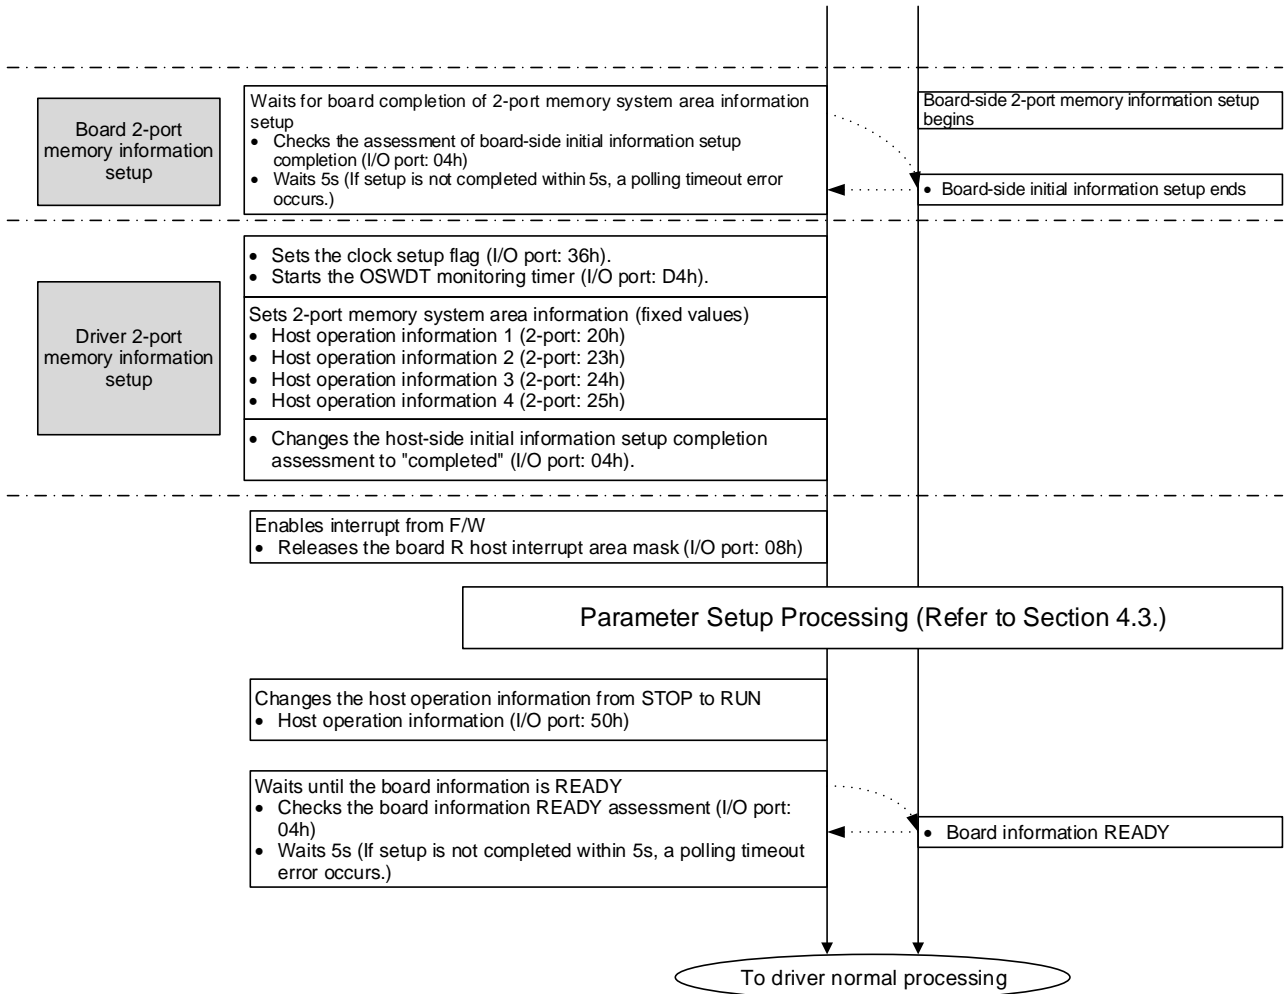 Board 2-port
memory information
setup
Waits for board completion of 2-port memory system area information
setup
• Checks the assessment of board-side initial information setup
completion (I/O port: 04h)
• Waits 5s (If setup is not completed within 5s, a polling timeout error
occurs.)
Board-side 2-port memory information setup
begins
• Board-side initial information setup ends
Driver 2-port
memory information
setup
• Sets the clock setup flag (I/O port: 36h).
• Starts the OSWDT monitoring timer (I/O port: D4h).
Sets 2-port memory system area information (fixed values)
• Host operation information 1 (2-port: 20h)
• Host operation information 2 (2-port: 23h)
• Host operation information 3 (2-port: 24h)
• Host operation information 4 (2-port: 25h)
• Changes the host-side initial information setup completion
assessment to "completed" (I/O port: 04h).
Enables interrupt from F/W
• Releases the board R host interrupt area mask (I/O port: 08h)
Parameter Setup Processing (Refer to Section 4.3.)
Changes the host operation information from STOP to RUN
• Host operation information (I/O port: 50h)
Waits until the board information is READY
• Checks the board information READY assessment (I/O port:
04h)
• Waits 5s (If setup is not completed within 5s, a polling timeout
error occurs.)
• Board information READY
To driver normal processing